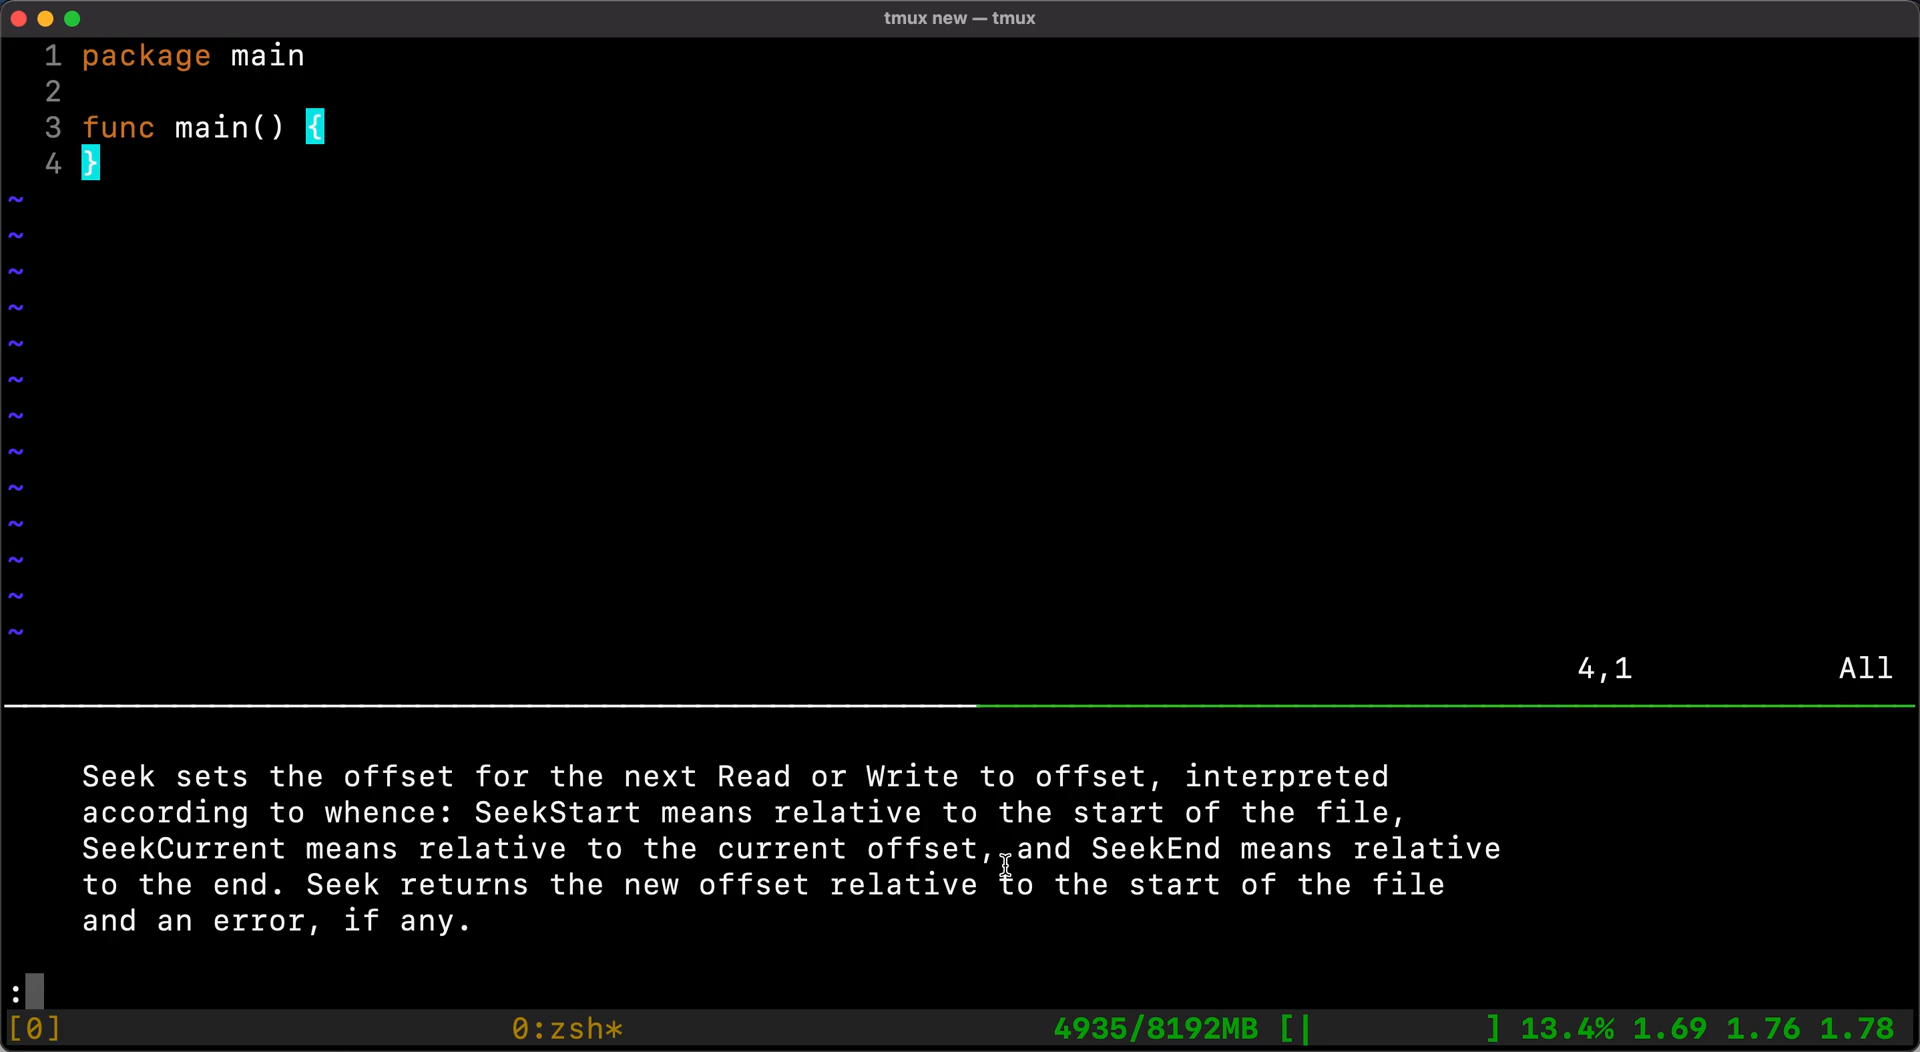 tmux new — tmux
1 package main
2
3 func main() {
4 }
~
~
~
~
~
~
~
~
~
~
~
~
~
4,1 All
Seek sets the offset for the next Read or Write to offset, interpreted
according to whence: SeekStart means relative to the start of the file,
SeekCurrent means relative to the current offset, and SeekEnd means relative
to the end. Seek returns the new offset relative to the start of the file
and an error, if any.
:
[0] 0:zsh* 4935/8192MB [| ] 13.4% 1.69 1.76 1.78